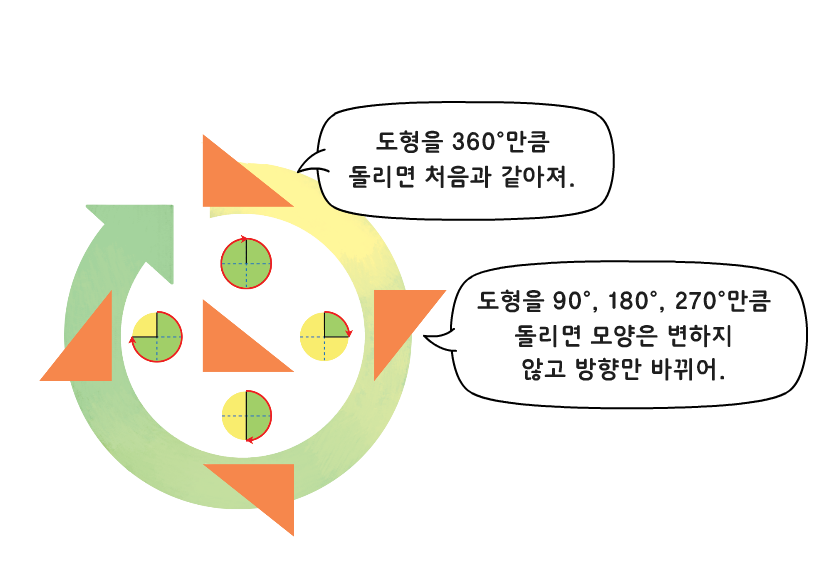 도형을 360°만큼
돌리면 처음과 같아져.
도형을 90°, 180°, 270°만큼
돌리면 모양은 변하지
않고 방향만 바뀌어.